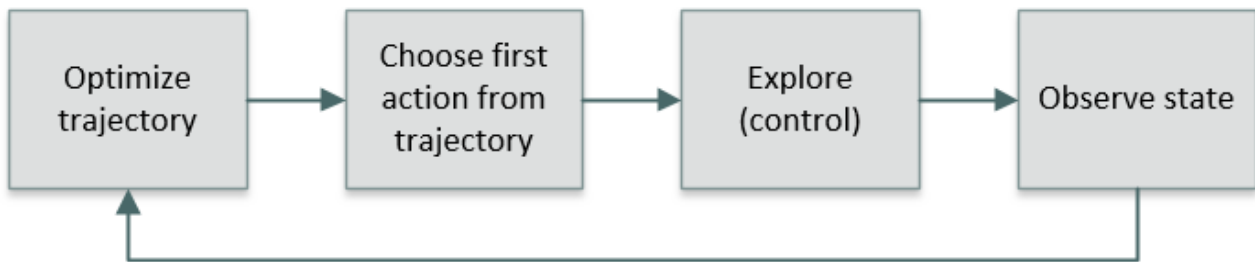 Optimize
trajectory
Choose first
action from
trajectory
Explore
(control)
Observe state